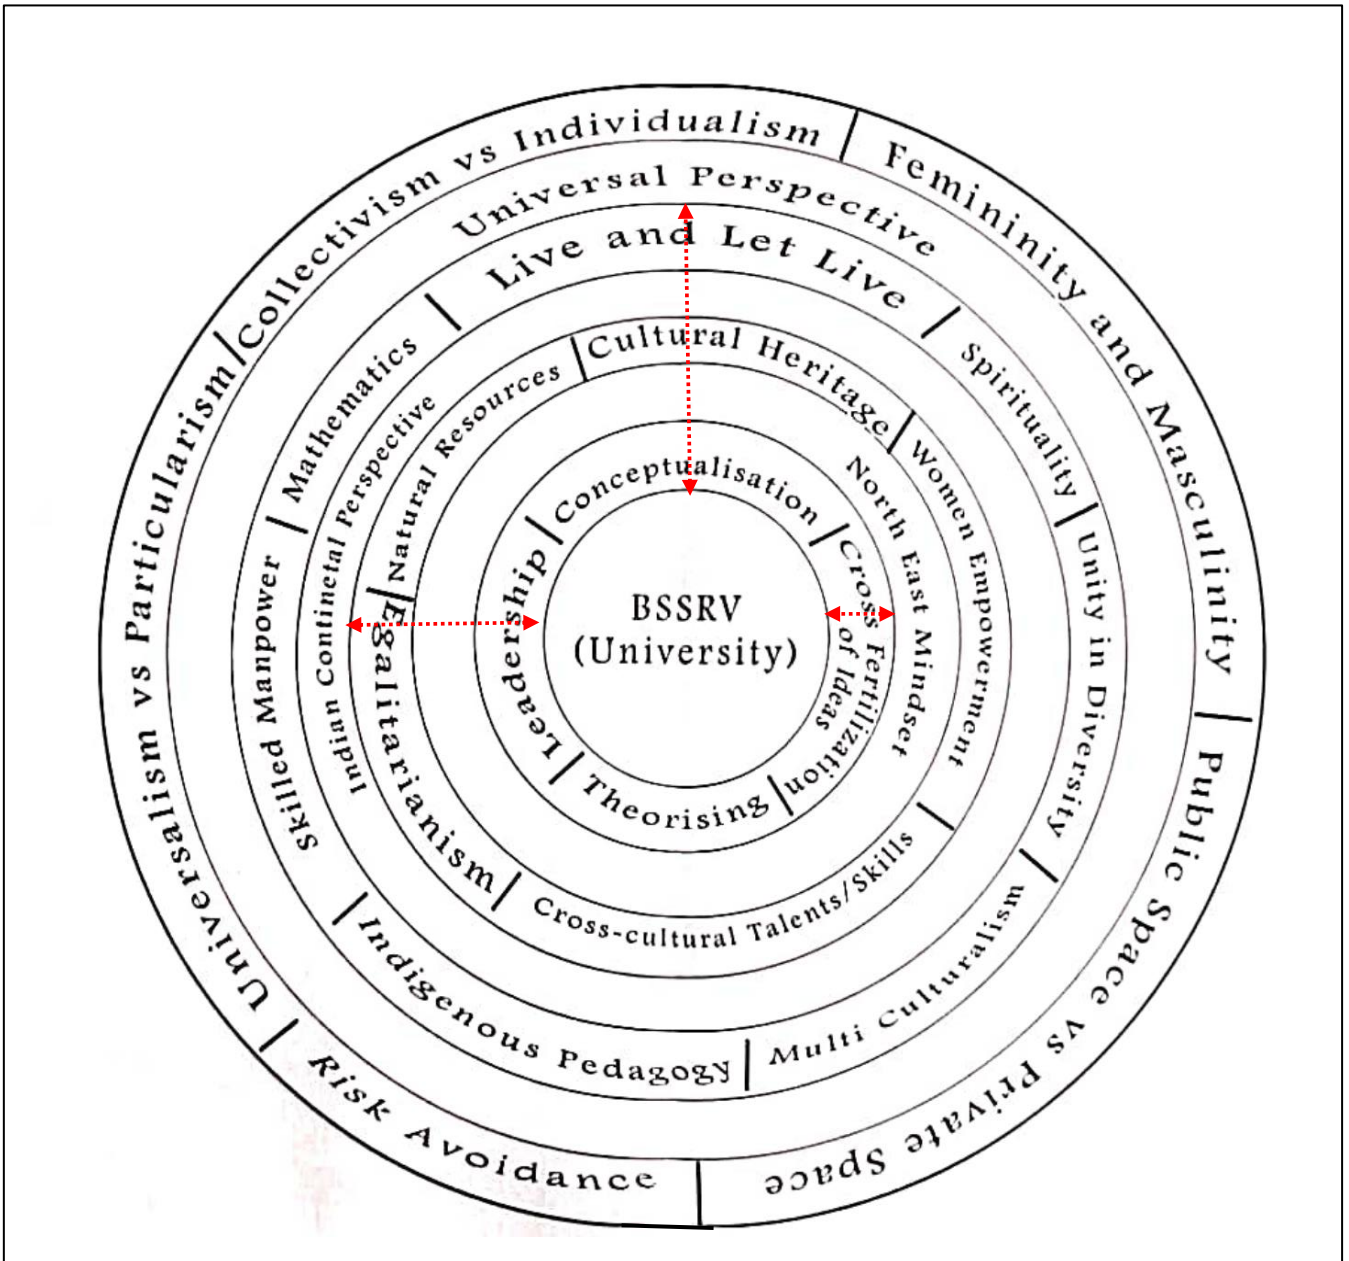 Collectivism vs Individualism
Femininity and Masculinity
Public Space vs Private Space
Risk Avoidance
Universalism vs Particularism
Universal Perspective
Live and Let Live
Spirituality
Unity in Diversity
Multi Culturalism
Indigenous Pedagogy
Skilled Manpower
Mathematics
Indian Continetal Perspective
Cultural Heritage
Women Empowerment
Cross-cultural Talents/Skills
Egalitarianism
Natural Resources
North East Mindset
Conceptualisation
Cross Fertilization
of Ideas
Theorising
Leadership
BSSRV
(University)